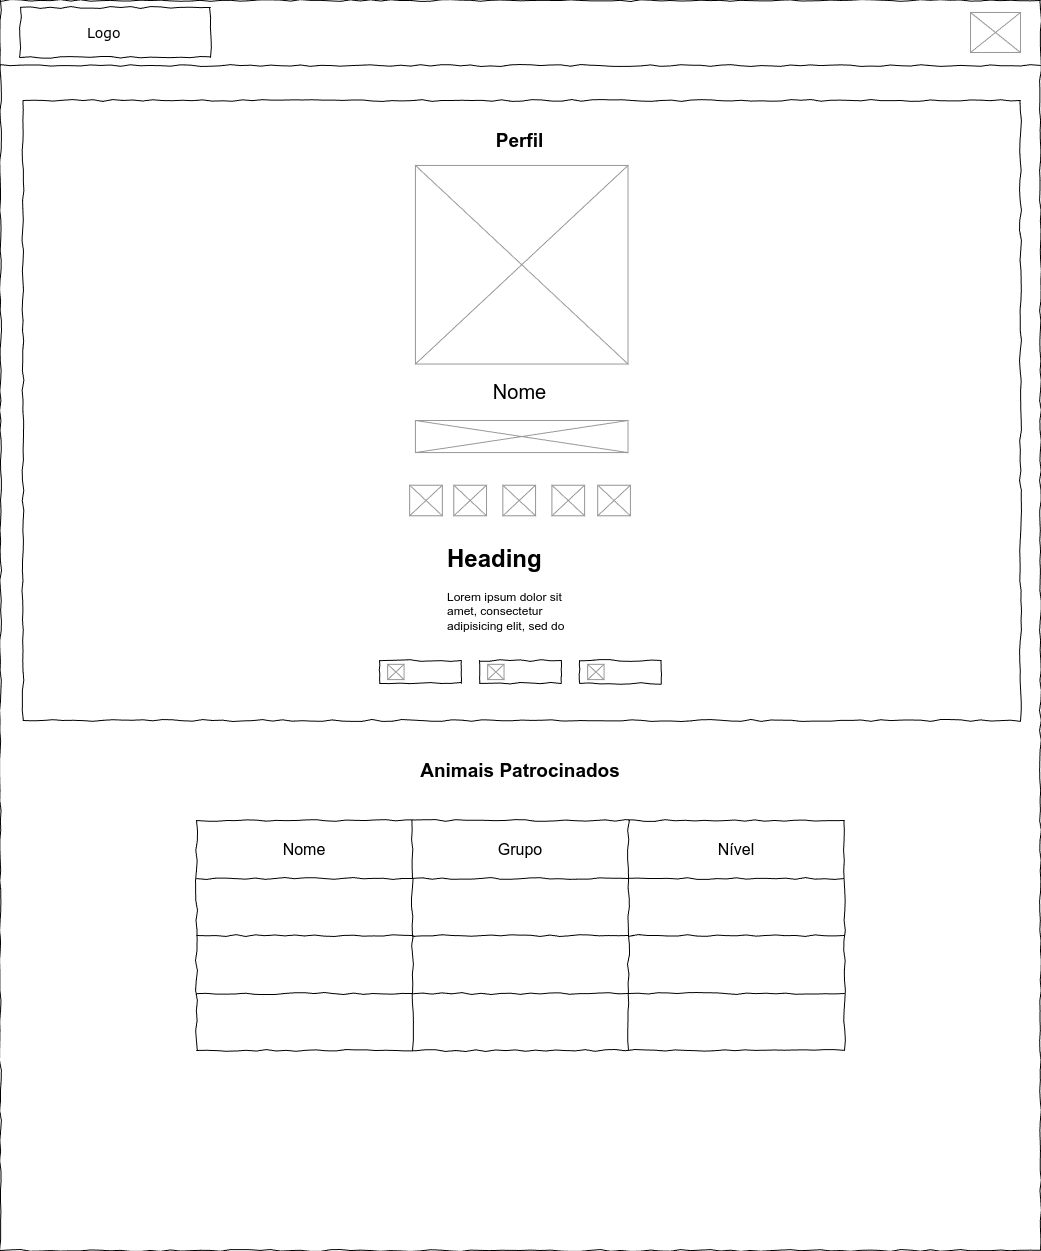 Logo
Perfil
Nome
Heading
Lorem ipsum dolor sit
amet, consectetur
adipisicing elit, sed do
Animais Patrocinados
Nome Grupo Nível